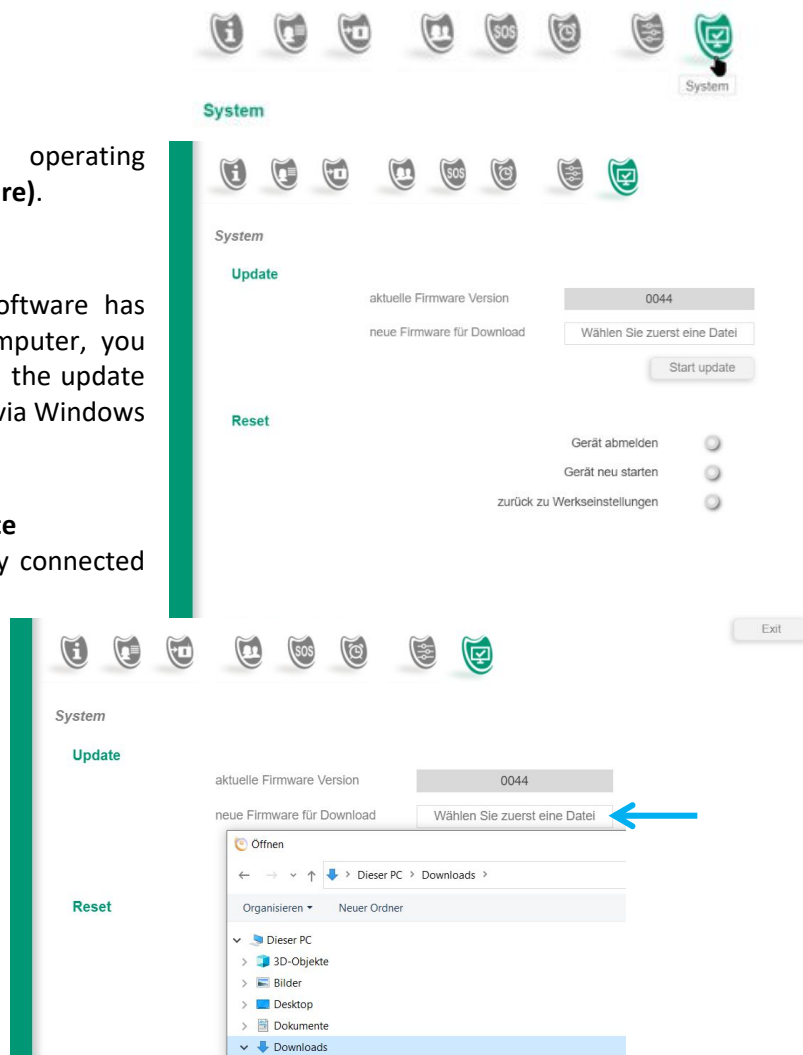 SOS
System
System
operating
re).
SOS
oftware has
mputer, you
the update
via Windows
te
y connected
System
Update
aktuelle Firmware Version 0044
neue Firmware für Download Wählen Sie zuerst eine Datei
Start update
Reset
Gerät abmelden
Gerät neu starten
zurück zu Werkseinstellungen
Exit
SOS
System
Update
aktuelle Firmware Version 0044
neue Firmware für Download Wählen Sie zuerst eine Datei
Öffnen
Dieser PC > Downloads >
Reset
Organisieren Neuer Ordner
Dieser PC
3D-Objekte
Bilder
Desktop
Dokumente
Downloads